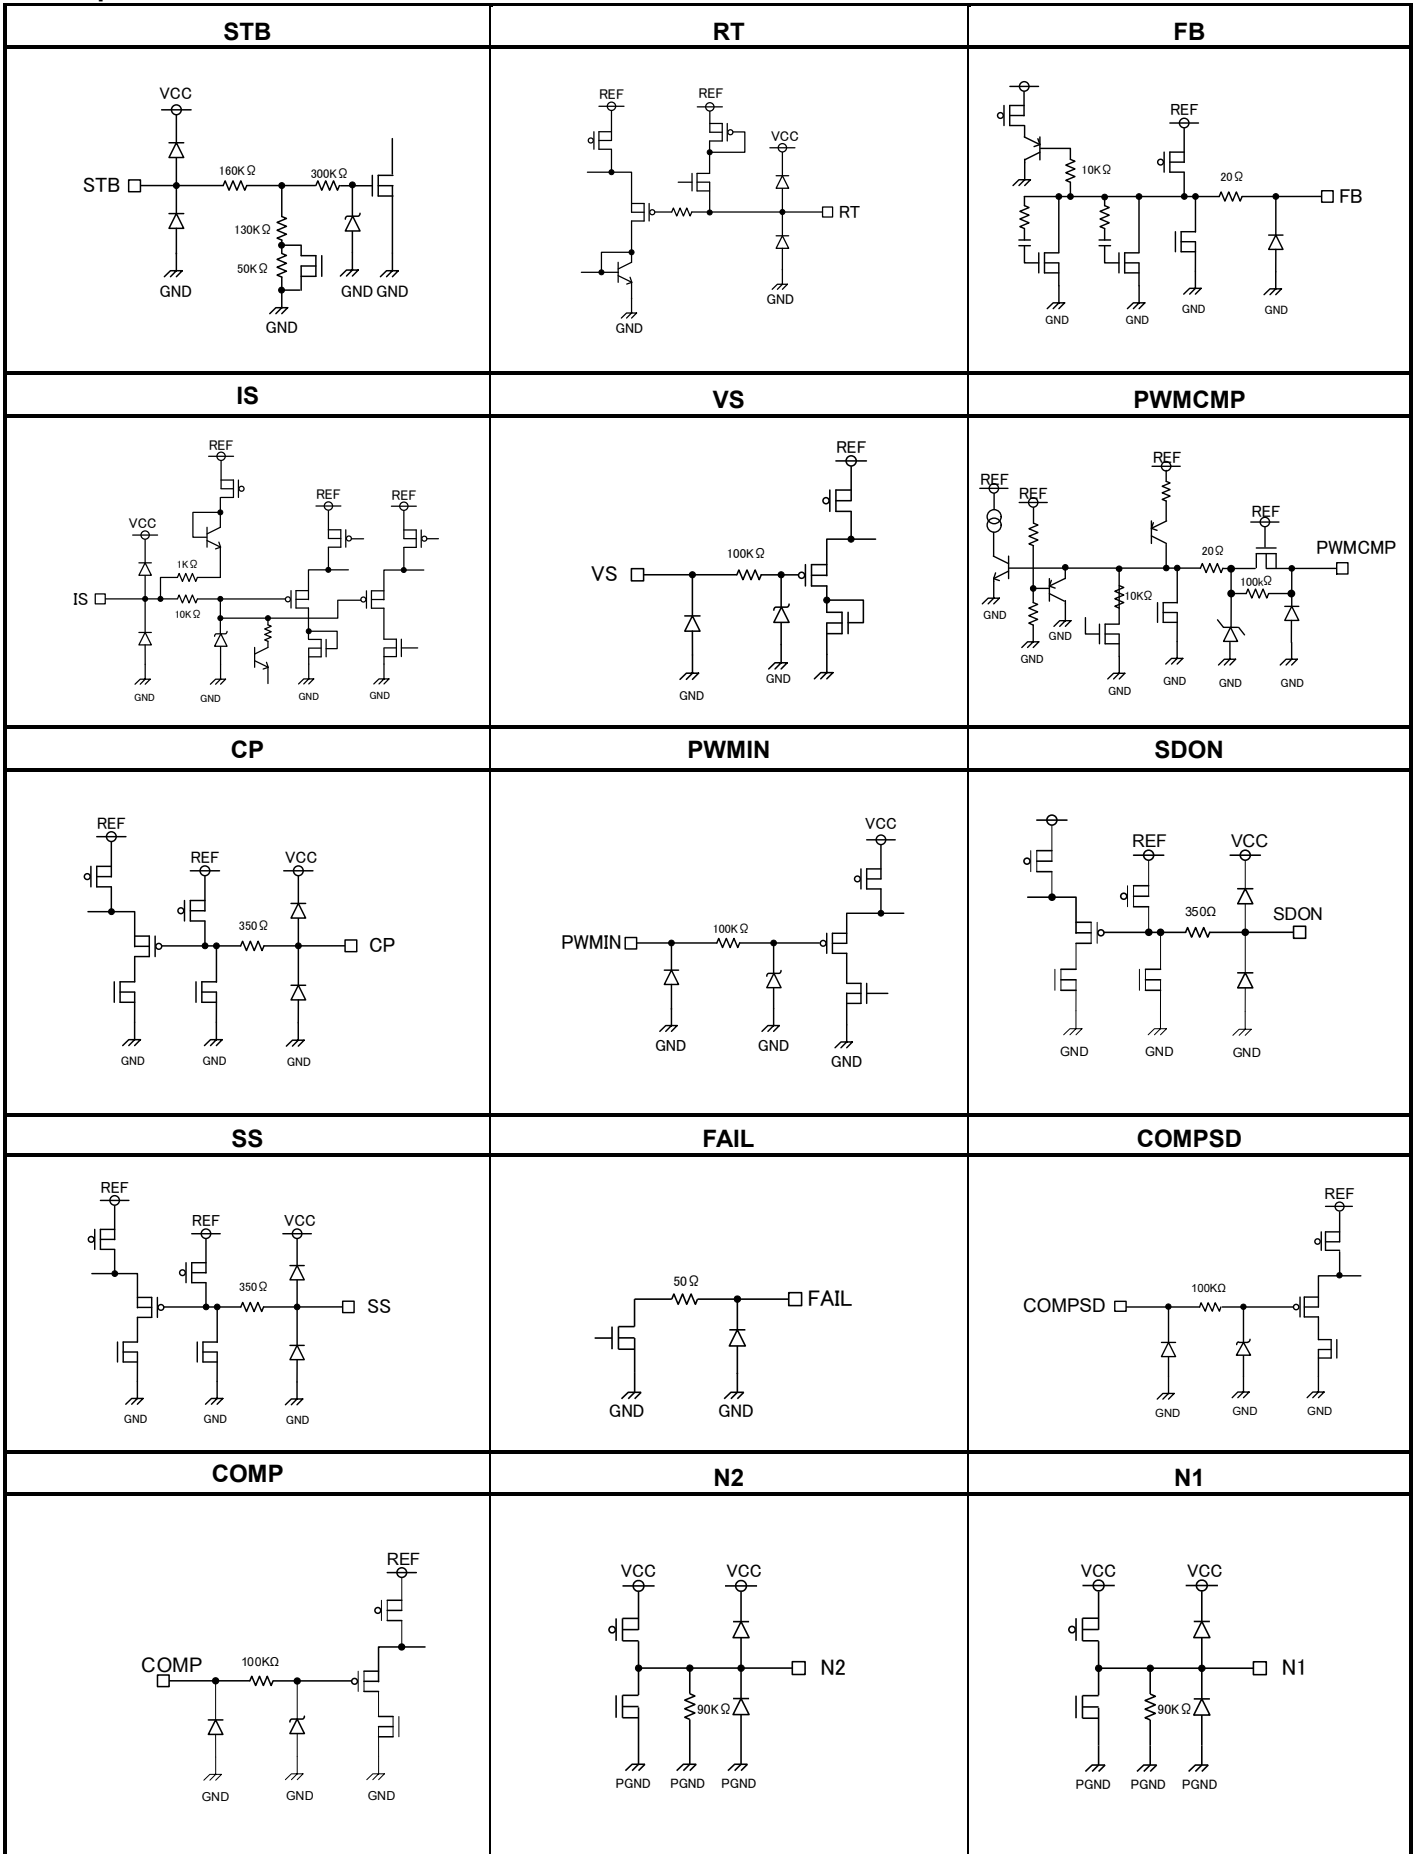 STB RT FB
VCC
STB
160KΩ
300KΩ
130KΩ
50KΩ
GND
GND GND
GND
REF REF
VCC
RT
GND
GND
REF
10KΩ
20Ω
FB
GND GND GND GND
IS VS PWMCMP
REF
REF REF
VCC
1KΩ
IS
10KΩ
GND GND GND GND
REF
100KΩ
VS
GND
GND
REF
REF REF
REF
PWMCMP
20Ω
100kΩ
10KΩ
GND
GND
GND
GND
GND GND GND
CP PWMIN SDON
REF
REF VCC
350Ω
CP
GND GND GND
VCC
100KΩ
PWMIN
GND GND GND
REF VCC
350Ω
SDON
GND GND GND
SS FAIL COMPSD
REF
REF VCC
350Ω
SS
GND GND GND
50Ω
FAIL
GND GND
REF
100KΩ
COMPSD
GND GND GND
COMP N2 N1
REF
COMP
100KΩ
GND GND GND
VCC VCC
N2
90KΩ
PGND PGND PGND
VCC VCC
N1
90KΩ
PGND PGND PGND